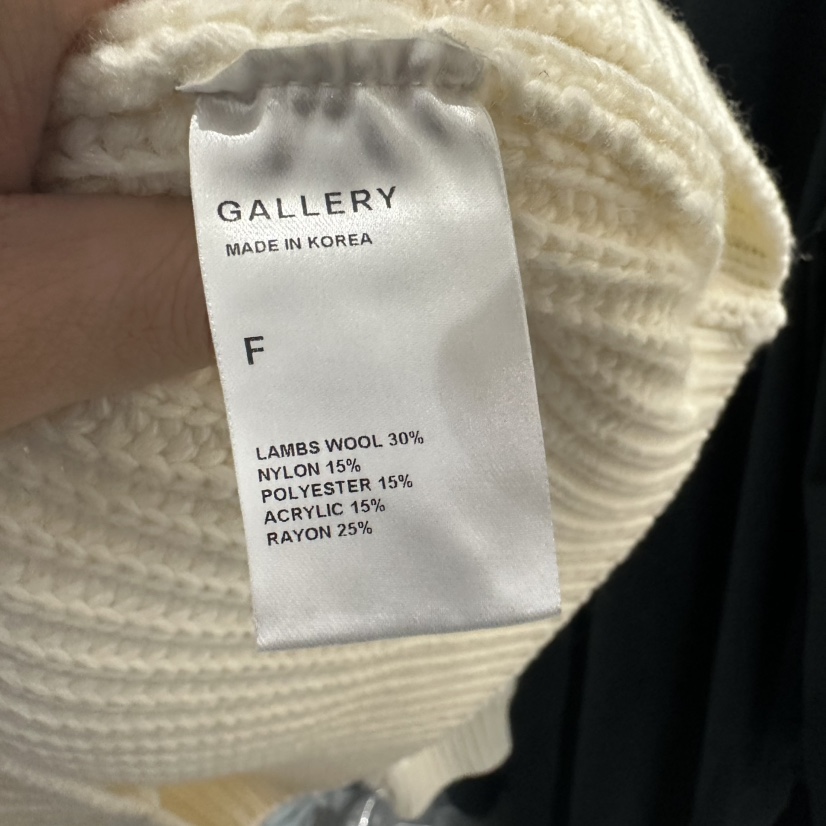 GALLERY
MADE IN KOREA
F
LAMBS WOOL 30%
NYLON 15%
POLYESTER 15%
ACRYLIC 15%
RAYON 25%